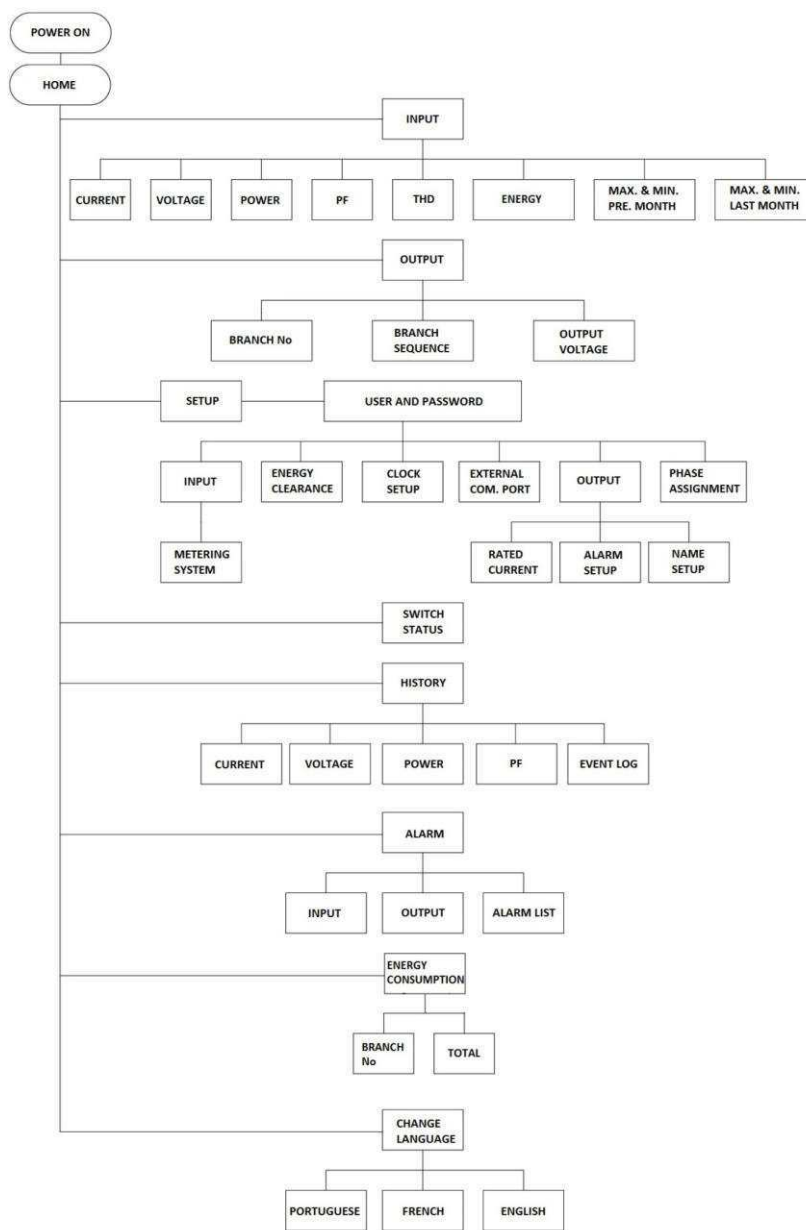 POWER ON
HOME
INPUT
CURRENT
VOLTAGE
POWER
PF
THD
ENERGY
MAX. & MIN.
PRE. MONTH
MAX. & MIN.
LAST MONTH
OUTPUT
BRANCH No
BRANCH
SEQUENCE
OUTPUT
VOLTAGE
SETUP
USER AND PASSWORD
INPUT
ENERGY
CLEARANCE
CLOCK
SETUP
EXTERNAL
COM. PORT
OUTPUT
PHASE
ASSIGNMENT
METERING
SYSTEM
RATED
CURRENT
ALARM
SETUP
NAME
SETUP
SWITCH
STATUS
HISTORY
CURRENT
VOLTAGE
POWER
PF
EVENT LOG
ALARM
INPUT
OUTPUT
ALARM LIST
ENERGY
CONSUMPTION
BRANCH
No
TOTAL
CHANGE
LANGUAGE
PORTUGUESE
FRENCH
ENGLISH